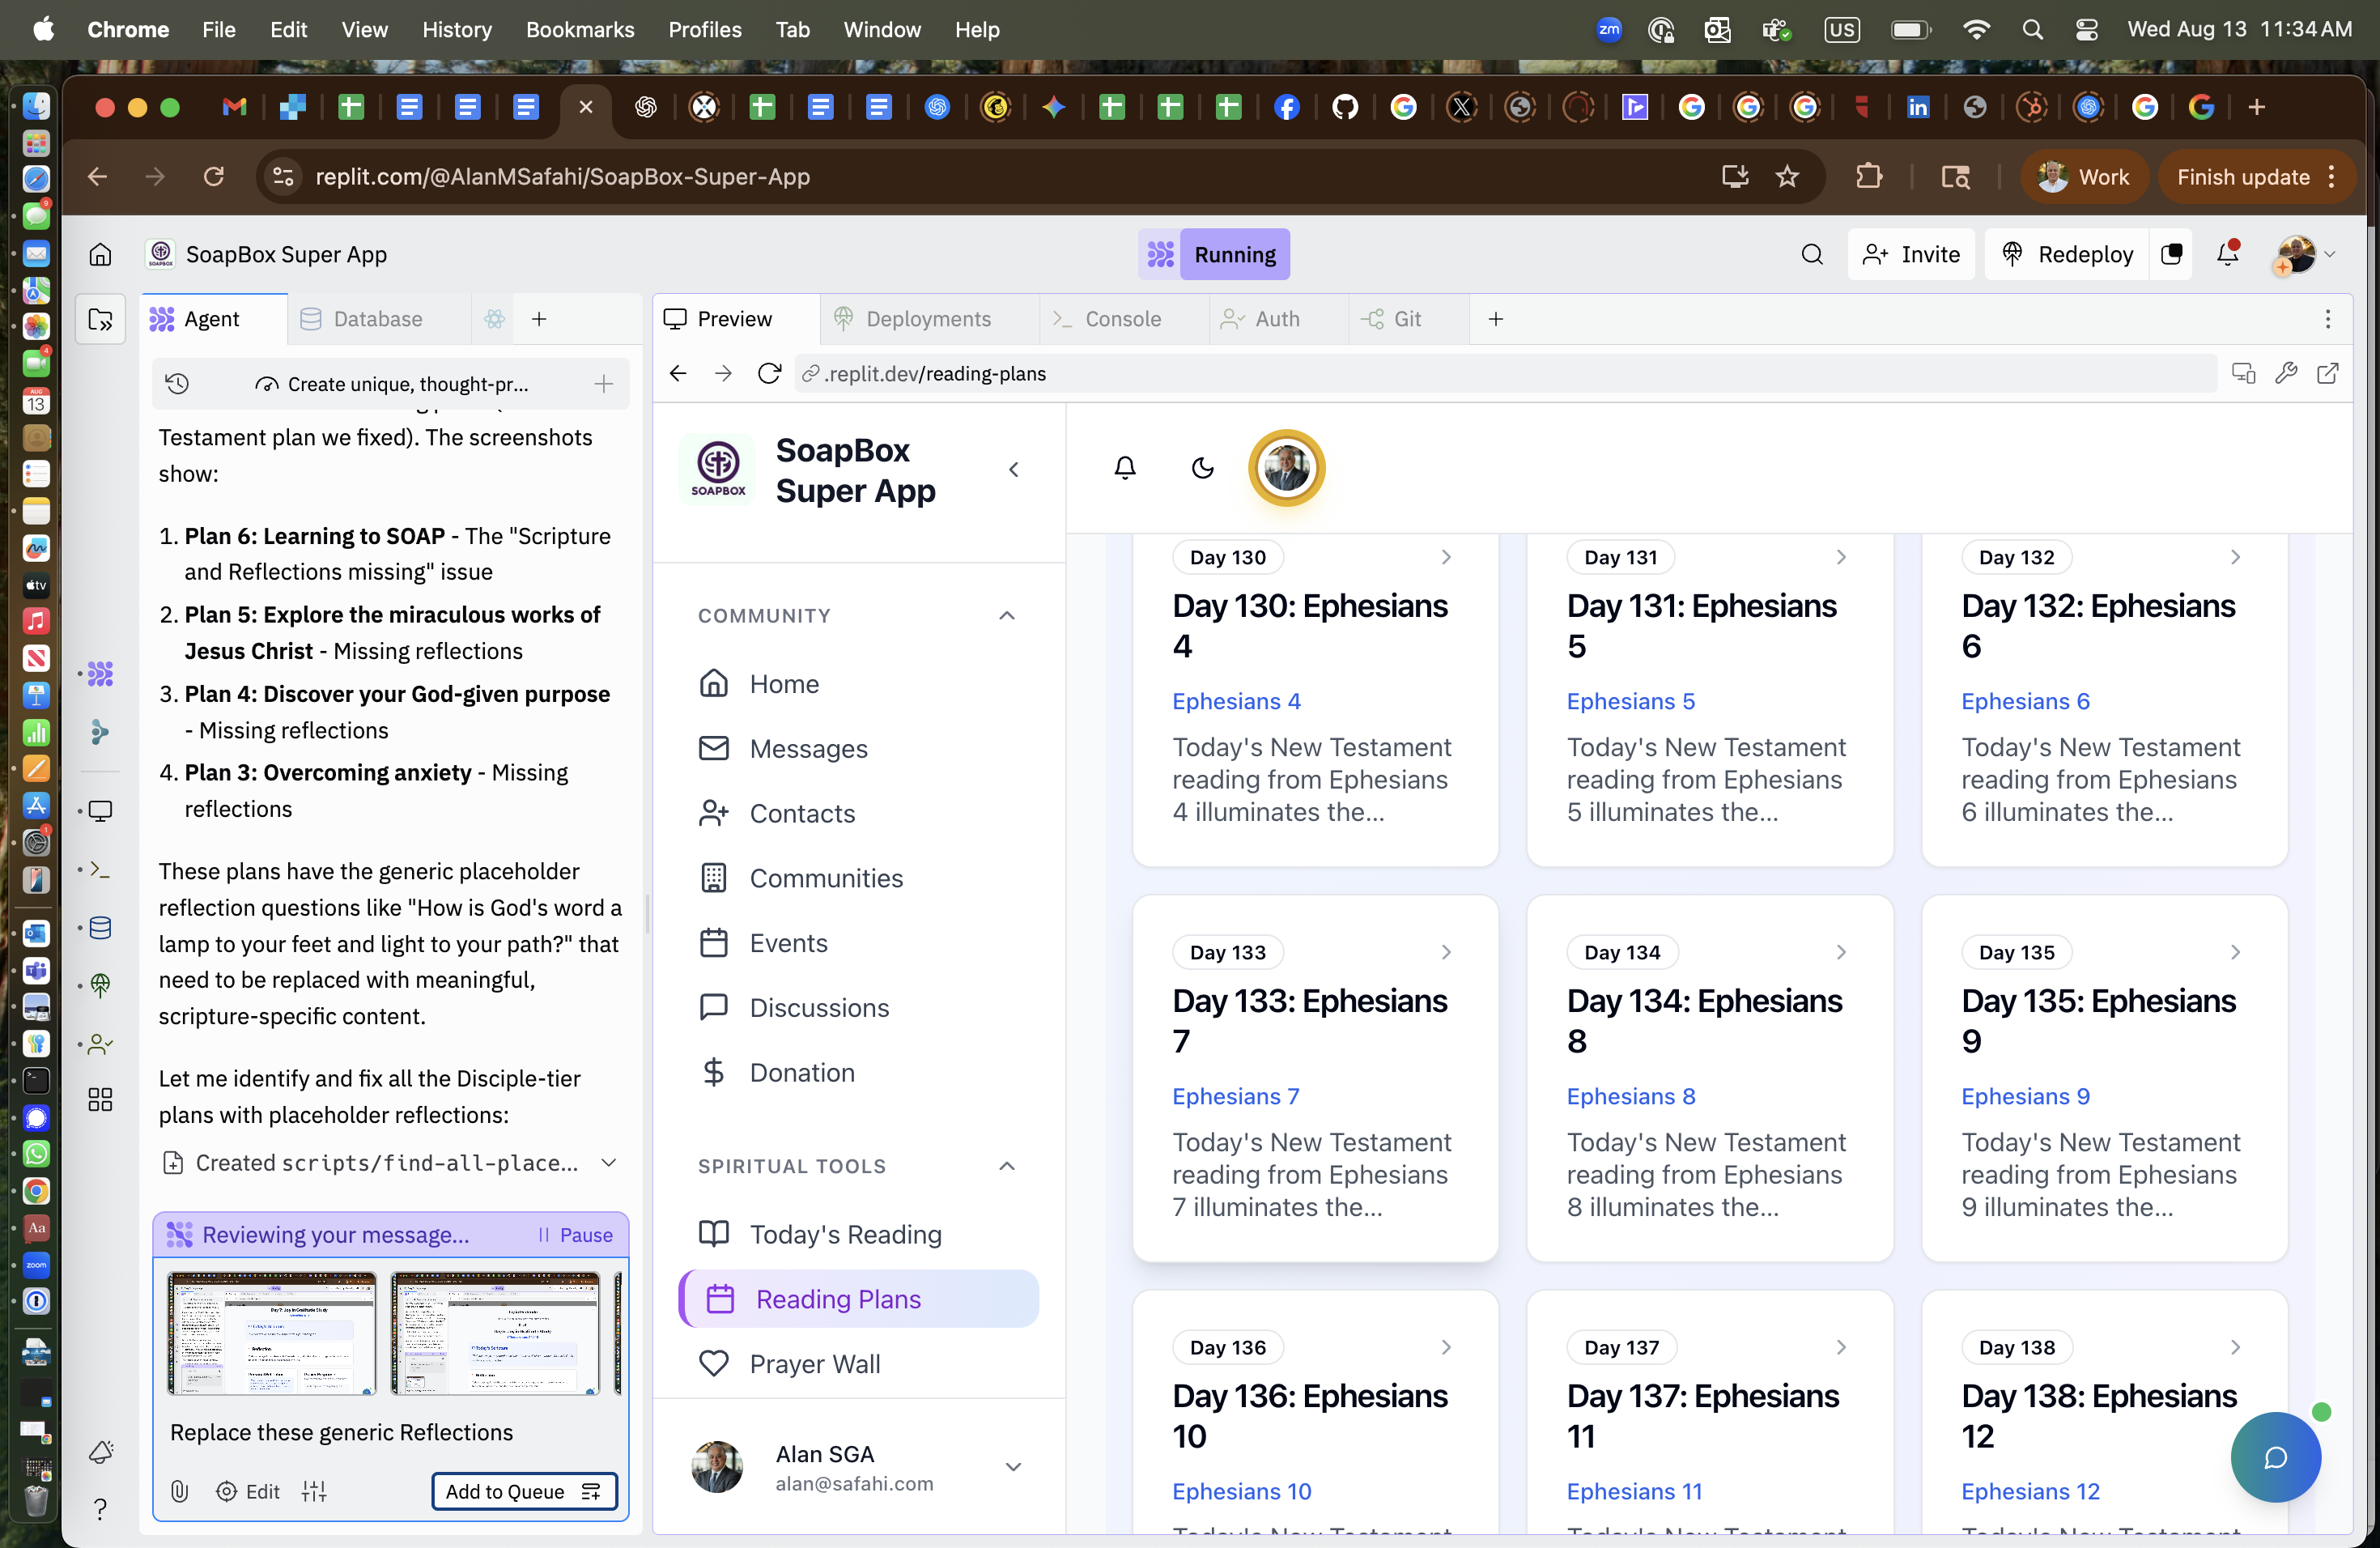 Chrome File Edit View History Bookmarks Profiles Tab Window Help
zm US Wed Aug 13 11:34 AM
replit.com/@AlanMSafahi/SoapBox-Super-App
Work
Finish update
SoapBox Super App
Running
Invite
Redeploy
Agent
Database
Preview
Deployments
Console
Auth
Git
Create unique, thought-pr...
.replit.dev/reading-plans
Testament plan we fixed). The screenshots
show:
1. Plan 6: Learning to SOAP - The "Scripture
and Reflections missing" issue
2. Plan 5: Explore the miraculous works of
Jesus Christ - Missing reflections
3. Plan 4: Discover your God-given purpose
- Missing reflections
4. Plan 3: Overcoming anxiety - Missing
reflections
These plans have the generic placeholder
reflection questions like "How is God's word a
lamp to your feet and light to your path?" that
need to be replaced with meaningful,
scripture-specific content.
Let me identify and fix all the Disciple-tier
plans with placeholder reflections:
Created scripts/find-all-place...
Reviewing your message...
Pause
Replace these generic Reflections
Edit
Add to Queue
SOAPBOX
SoapBox
Super App
COMMUNITY
Home
Messages
Contacts
Communities
Events
Discussions
Donation
SPIRITUAL TOOLS
Today's Reading
Reading Plans
Prayer Wall
Alan SGA
alan@safahi.com
Day 130
Day 130: Ephesians
4
Ephesians 4
Today's New Testament
reading from Ephesians
4 illuminates the...
Day 131
Day 131: Ephesians
5
Ephesians 5
Today's New Testament
reading from Ephesians
5 illuminates the...
Day 132
Day 132: Ephesians
6
Ephesians 6
Today's New Testament
reading from Ephesians
6 illuminates the...
Day 133
Day 133: Ephesians
7
Ephesians 7
Today's New Testament
reading from Ephesians
7 illuminates the...
Day 134
Day 134: Ephesians
8
Ephesians 8
Today's New Testament
reading from Ephesians
8 illuminates the...
Day 135
Day 135: Ephesians
9
Ephesians 9
Today's New Testament
reading from Ephesians
9 illuminates the...
Day 136
Day 136: Ephesians
10
Ephesians 10
Today's New Testament
Day 137
Day 137: Ephesians
11
Ephesians 11
Today's New Testament
Day 138
Day 138: Ephesians
12
Ephesians 12
Today's New Testament